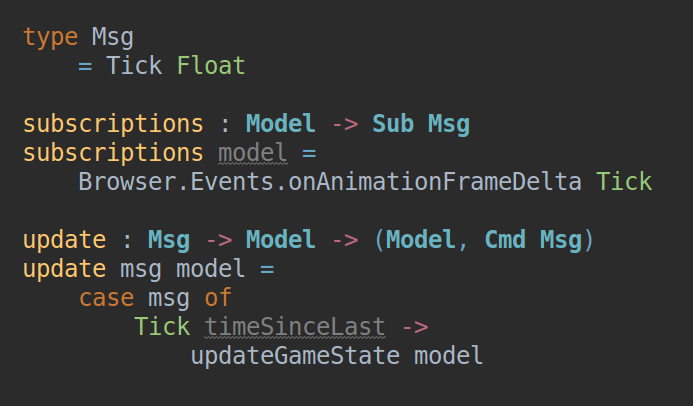 type Msg
    = Tick Float

subscriptions : Model -> Sub Msg
subscriptions model =
    Browser.Events.onAnimationFrameDelta Tick

update : Msg -> Model -> (Model, Cmd Msg)
update msg model =
    case msg of
        Tick timeSinceLast ->
            updateGameState model